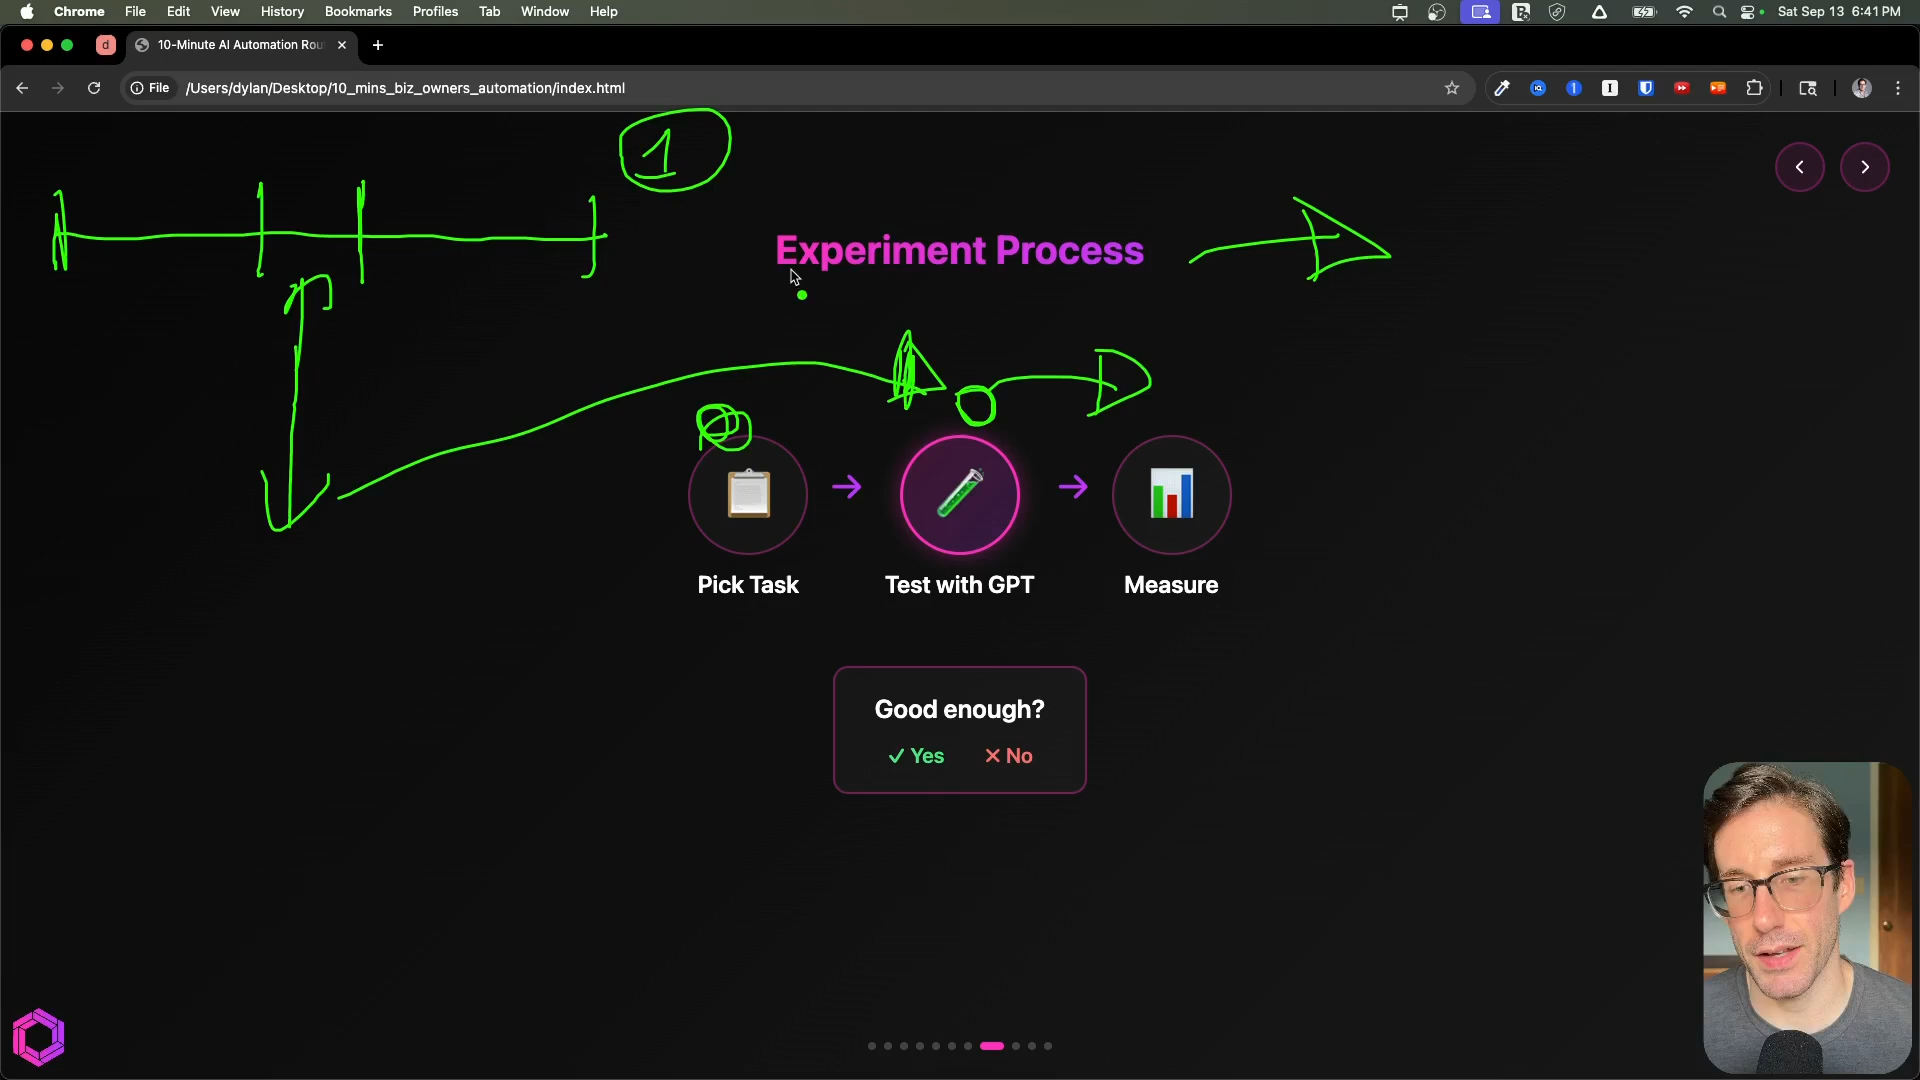 Chrome File Edit View History Bookmarks Profiles Tab Window Help Sat Sep 13 6:41 PM
d 10-Minute AI Automation Rou
File /Users/dylan/Desktop/10_mins_biz_owners_automation/index.html
1
Experiment Process
Pick Task Test with GPT Measure
Good enough?
✓ Yes ✕ No